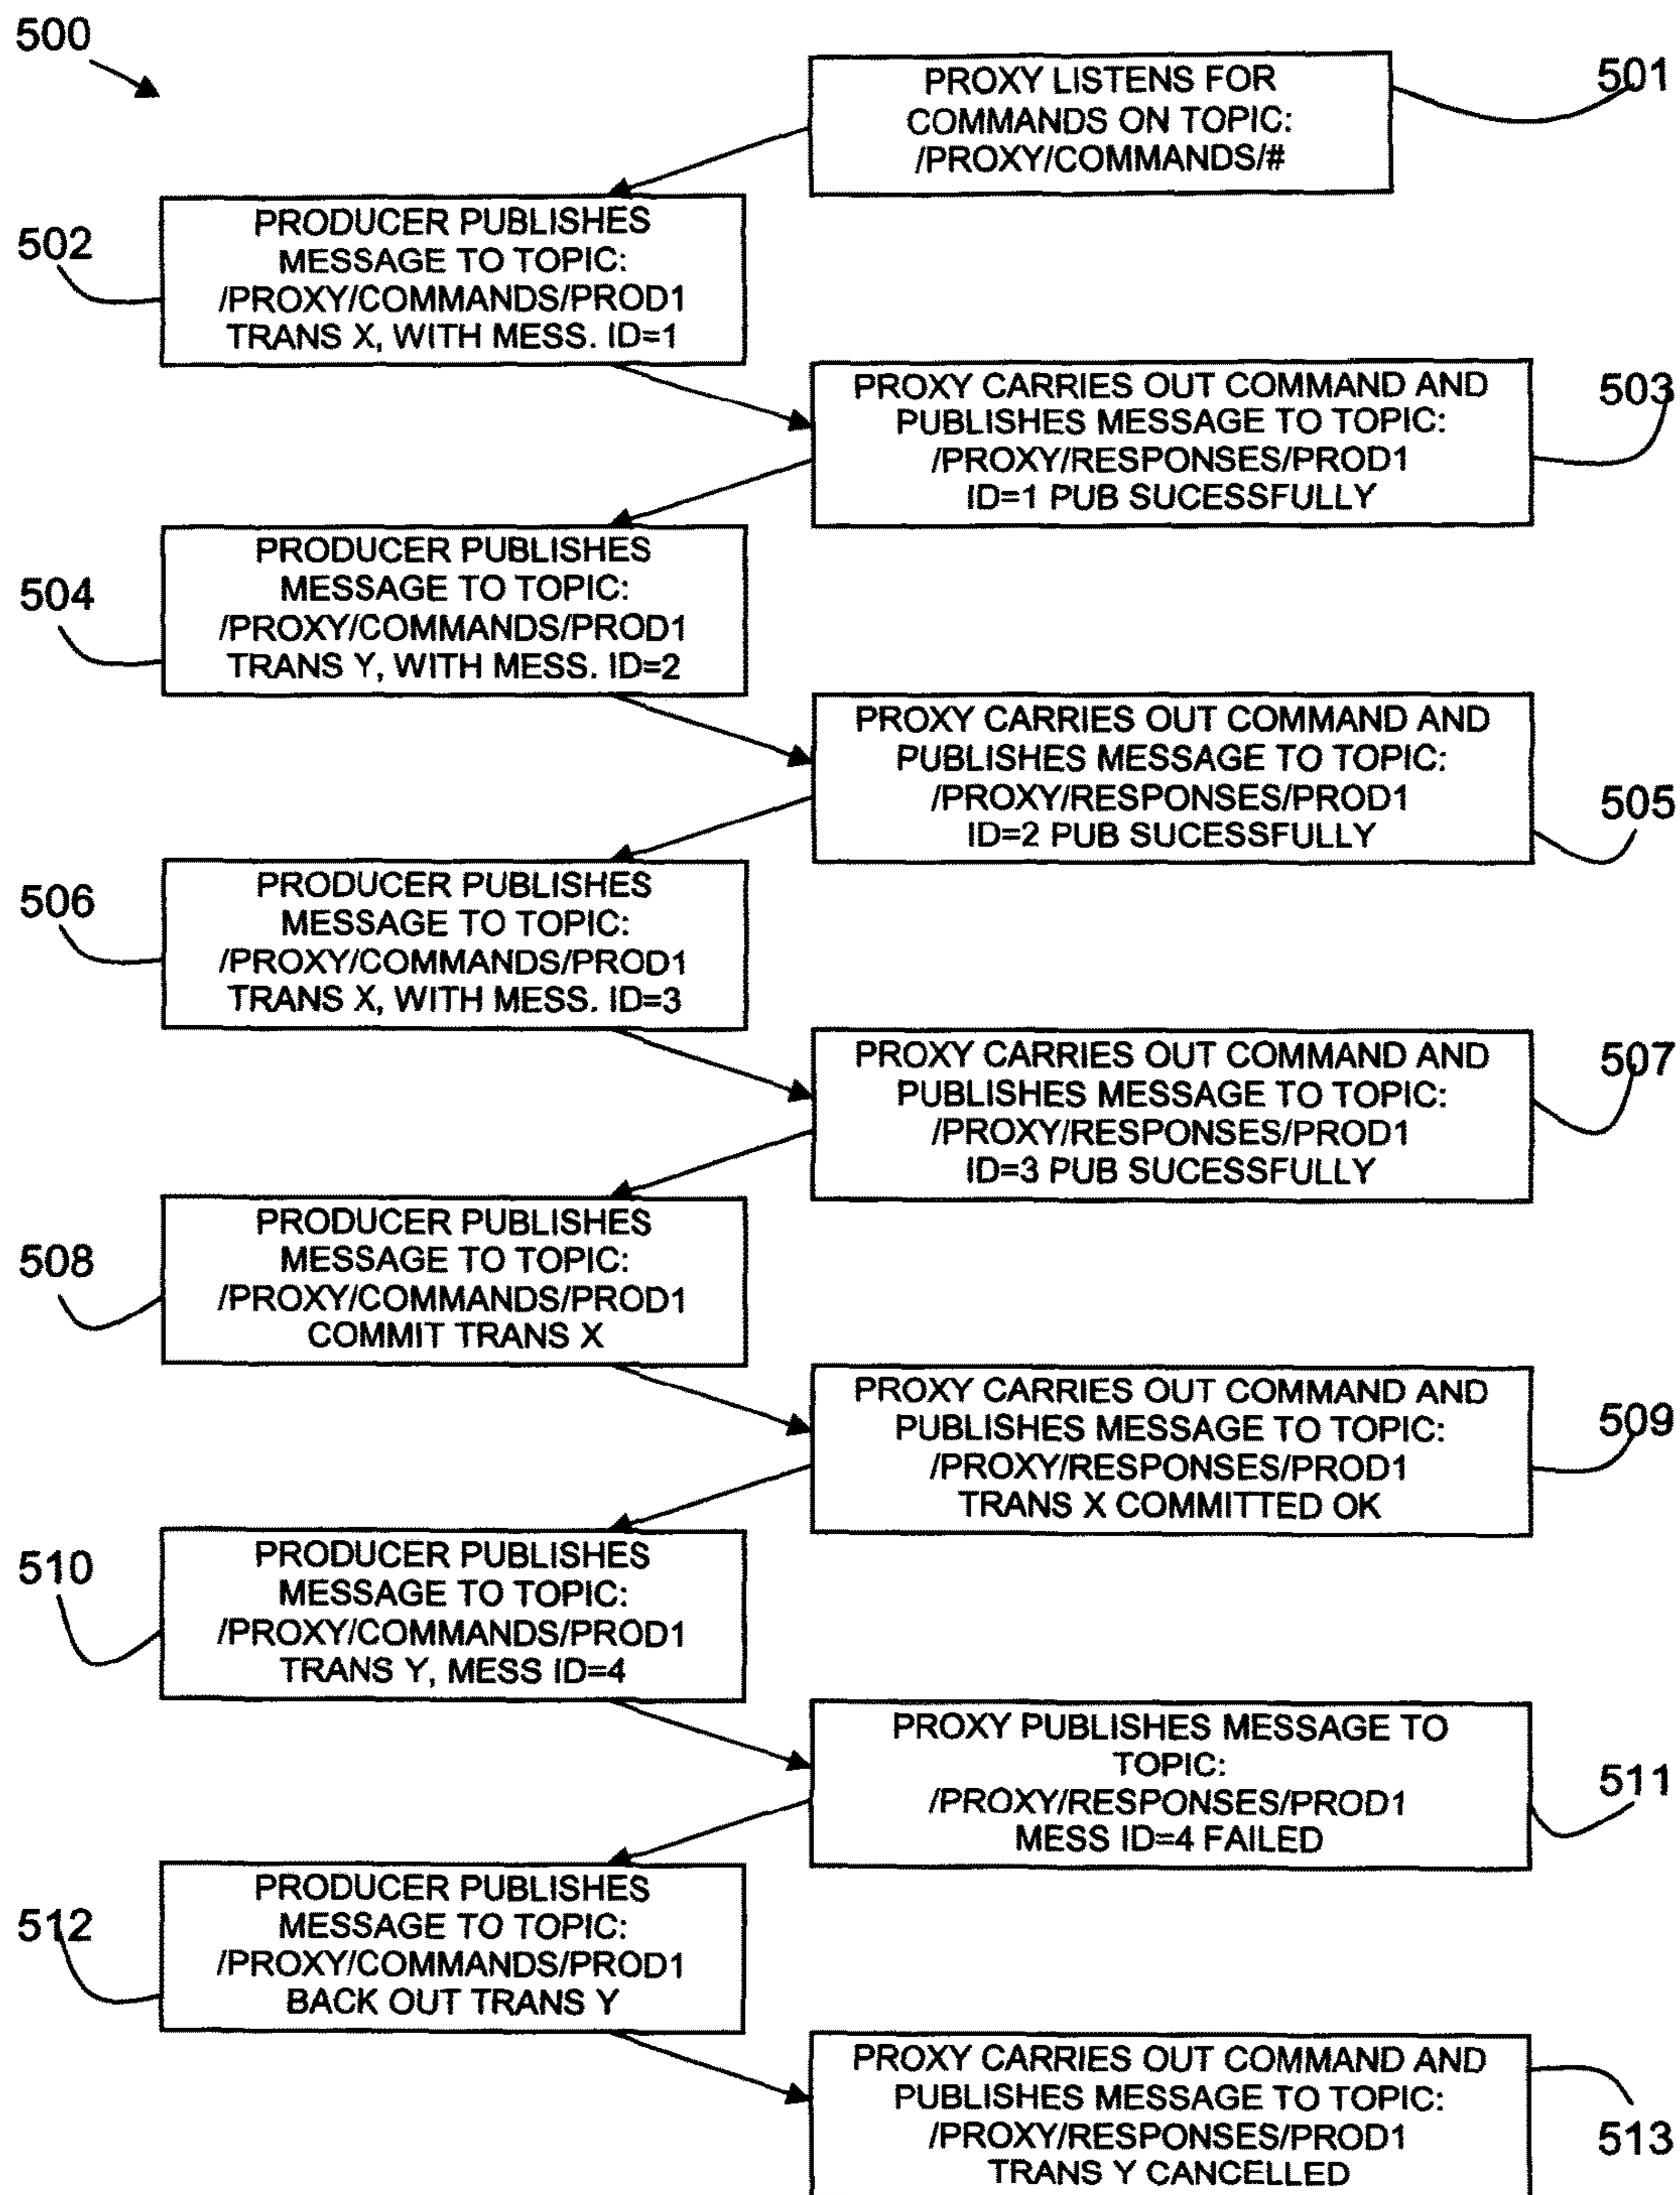 500
PROXY LISTENS FOR
COMMANDS ON TOPIC:
/PROXY/COMMANDS/#
501
502
PRODUCER PUBLISHES
MESSAGE TO TOPIC:
/PROXY/COMMANDS/PROD1
TRANS X, WITH MESS. ID=1
PROXY CARRIES OUT COMMAND AND
PUBLISHES MESSAGE TO TOPIC:
/PROXY/RESPONSES/PROD1
ID=1 PUB SUCESSFULLY
503
504
PRODUCER PUBLISHES
MESSAGE TO TOPIC:
/PROXY/COMMANDS/PROD1
TRANS Y, WITH MESS. ID=2
PROXY CARRIES OUT COMMAND AND
PUBLISHES MESSAGE TO TOPIC:
/PROXY/RESPONSES/PROD1
ID=2 PUB SUCESSFULLY
505
506
PRODUCER PUBLISHES
MESSAGE TO TOPIC:
/PROXY/COMMANDS/PROD1
TRANS X, WITH MESS. ID=3
PROXY CARRIES OUT COMMAND AND
PUBLISHES MESSAGE TO TOPIC:
/PROXY/RESPONSES/PROD1
ID=3 PUB SUCESSFULLY
507
508
PRODUCER PUBLISHES
MESSAGE TO TOPIC:
/PROXY/COMMANDS/PROD1
COMMIT TRANS X
PROXY CARRIES OUT COMMAND AND
PUBLISHES MESSAGE TO TOPIC:
/PROXY/RESPONSES/PROD1
TRANS X COMMITTED OK
509
510
PRODUCER PUBLISHES
MESSAGE TO TOPIC:
/PROXY/COMMANDS/PROD1
TRANS Y, MESS ID=4
PROXY PUBLISHES MESSAGE TO
TOPIC:
/PROXY/RESPONSES/PROD1
MESS ID=4 FAILED
511
512
PRODUCER PUBLISHES
MESSAGE TO TOPIC:
/PROXY/COMMANDS/PROD1
BACK OUT TRANS Y
PROXY CARRIES OUT COMMAND AND
PUBLISHES MESSAGE TO TOPIC:
/PROXY/RESPONSES/PROD1
TRANS Y CANCELLED
513